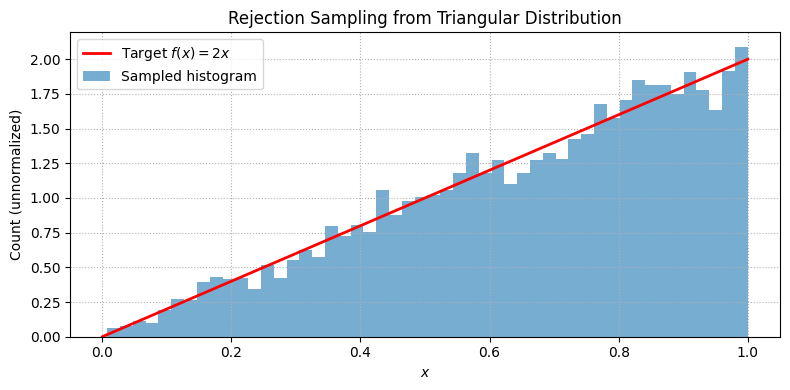 Rejection Sampling from Triangular Distribution
Target f(x) = 2x
Sampled histogram
Count (unnormalized)
2.00
1.75
1.50
1.25
1.00
0.75
0.50
0.25
0.00
0.0 0.2 0.4 0.6 0.8 1.0
x